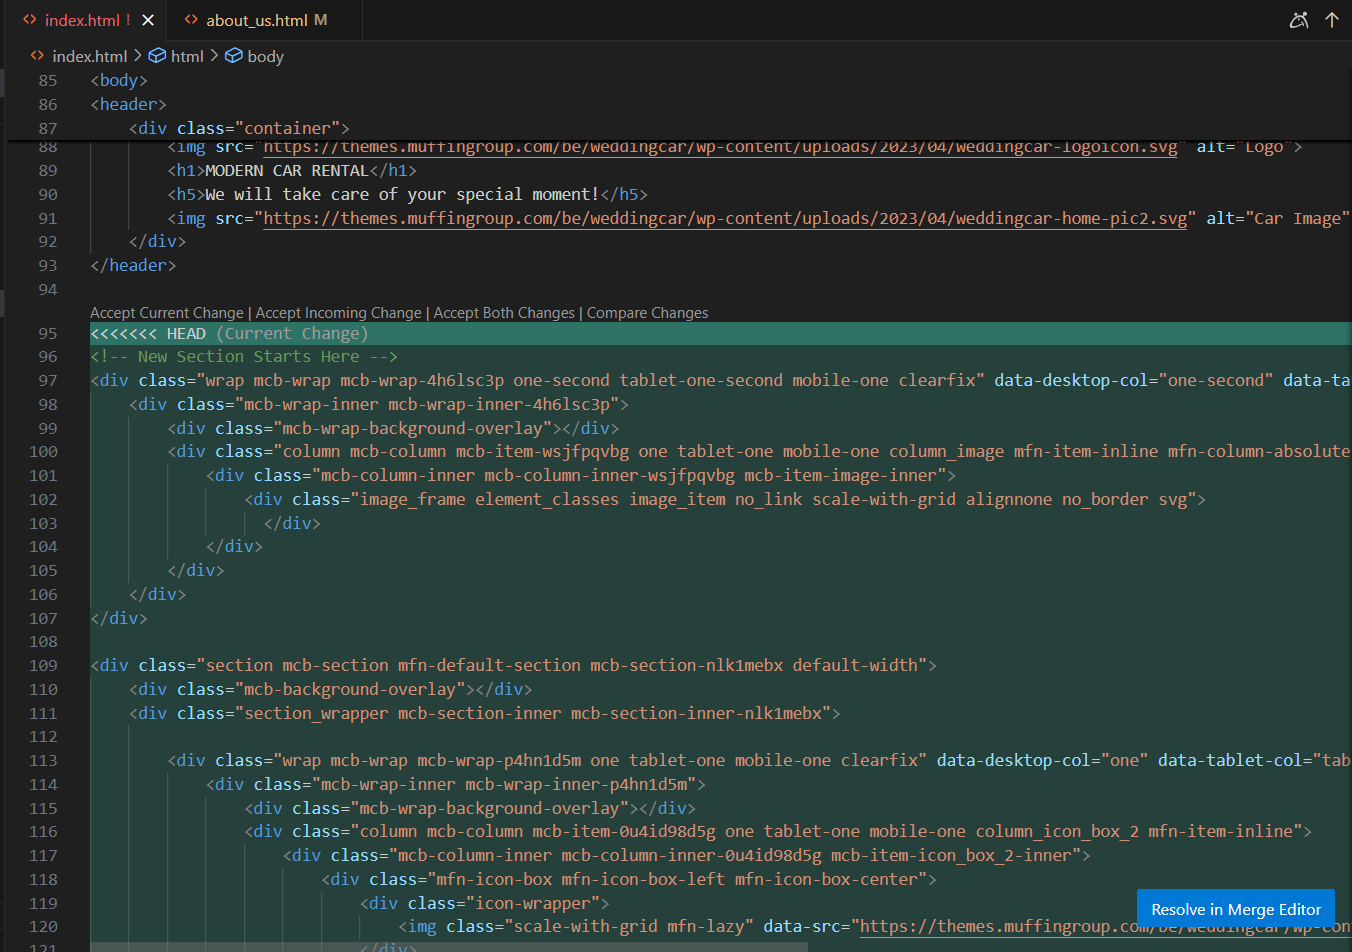 index.html ! about_us.html M
index.html > html > body
85 <body>
86 <header>
87 <div class="container">
88 <img src="https://themes.muffingroup.com/be/weddingcar/wp-content/uploads/2023/04/weddingcar-logoicon.svg" alt="Logo">
89 <h1>MODERN CAR RENTAL</h1>
90 <h5>We will take care of your special moment!</h5>
91 <img src="https://themes.muffingroup.com/be/weddingcar/wp-content/uploads/2023/04/weddingcar-home-pic2.svg" alt="Car Image"
92 </div>
93 </header>
94
Accept Current Change | Accept Incoming Change | Accept Both Changes | Compare Changes
95 <<<<<<< HEAD (Current Change)
96 <!-- New Section Starts Here -->
97 <div class="wrap mcb-wrap mcb-wrap-4h6lsc3p one-second tablet-one-second mobile-one clearfix" data-desktop-col="one-second" data-ta
98 <div class="mcb-wrap-inner mcb-wrap-inner-4h6lsc3p">
99 <div class="mcb-wrap-background-overlay"></div>
100 <div class="column mcb-column mcb-item-wsjfpqvbg one tablet-one mobile-one column_image mfn-item-inline mfn-column-absolute
101 <div class="mcb-column-inner mcb-column-inner-wsjfpqvbg mcb-item-image-inner">
102 <div class="image_frame element_classes image_item no_link scale-with-grid alignnone no_border svg">
103 </div>
104 </div>
105 </div>
106 </div>
107 </div>
108
109 <div class="section mcb-section mfn-default-section mcb-section-nlk1mebx default-width">
110 <div class="mcb-background-overlay"></div>
111 <div class="section_wrapper mcb-section-inner mcb-section-inner-nlk1mebx">
112
113 <div class="wrap mcb-wrap mcb-wrap-p4hn1d5m one tablet-one mobile-one clearfix" data-desktop-col="one" data-tablet-col="tab
114 <div class="mcb-wrap-inner mcb-wrap-inner-p4hn1d5m">
115 <div class="mcb-wrap-background-overlay"></div>
116 <div class="column mcb-column mcb-item-0u4id98d5g one tablet-one mobile-one column_icon_box_2 mfn-item-inline">
117 <div class="mcb-column-inner mcb-column-inner-0u4id98d5g mcb-item-icon_box_2-inner">
118 <div class="mfn-icon-box mfn-icon-box-left mfn-icon-box-center">
119 <div class="icon-wrapper">
120 <img class="scale-with-grid mfn-lazy" data-src="https://themes.muffingroup.com/be/weddingcar/wp-con
121 </div>
Resolve in Merge Editor